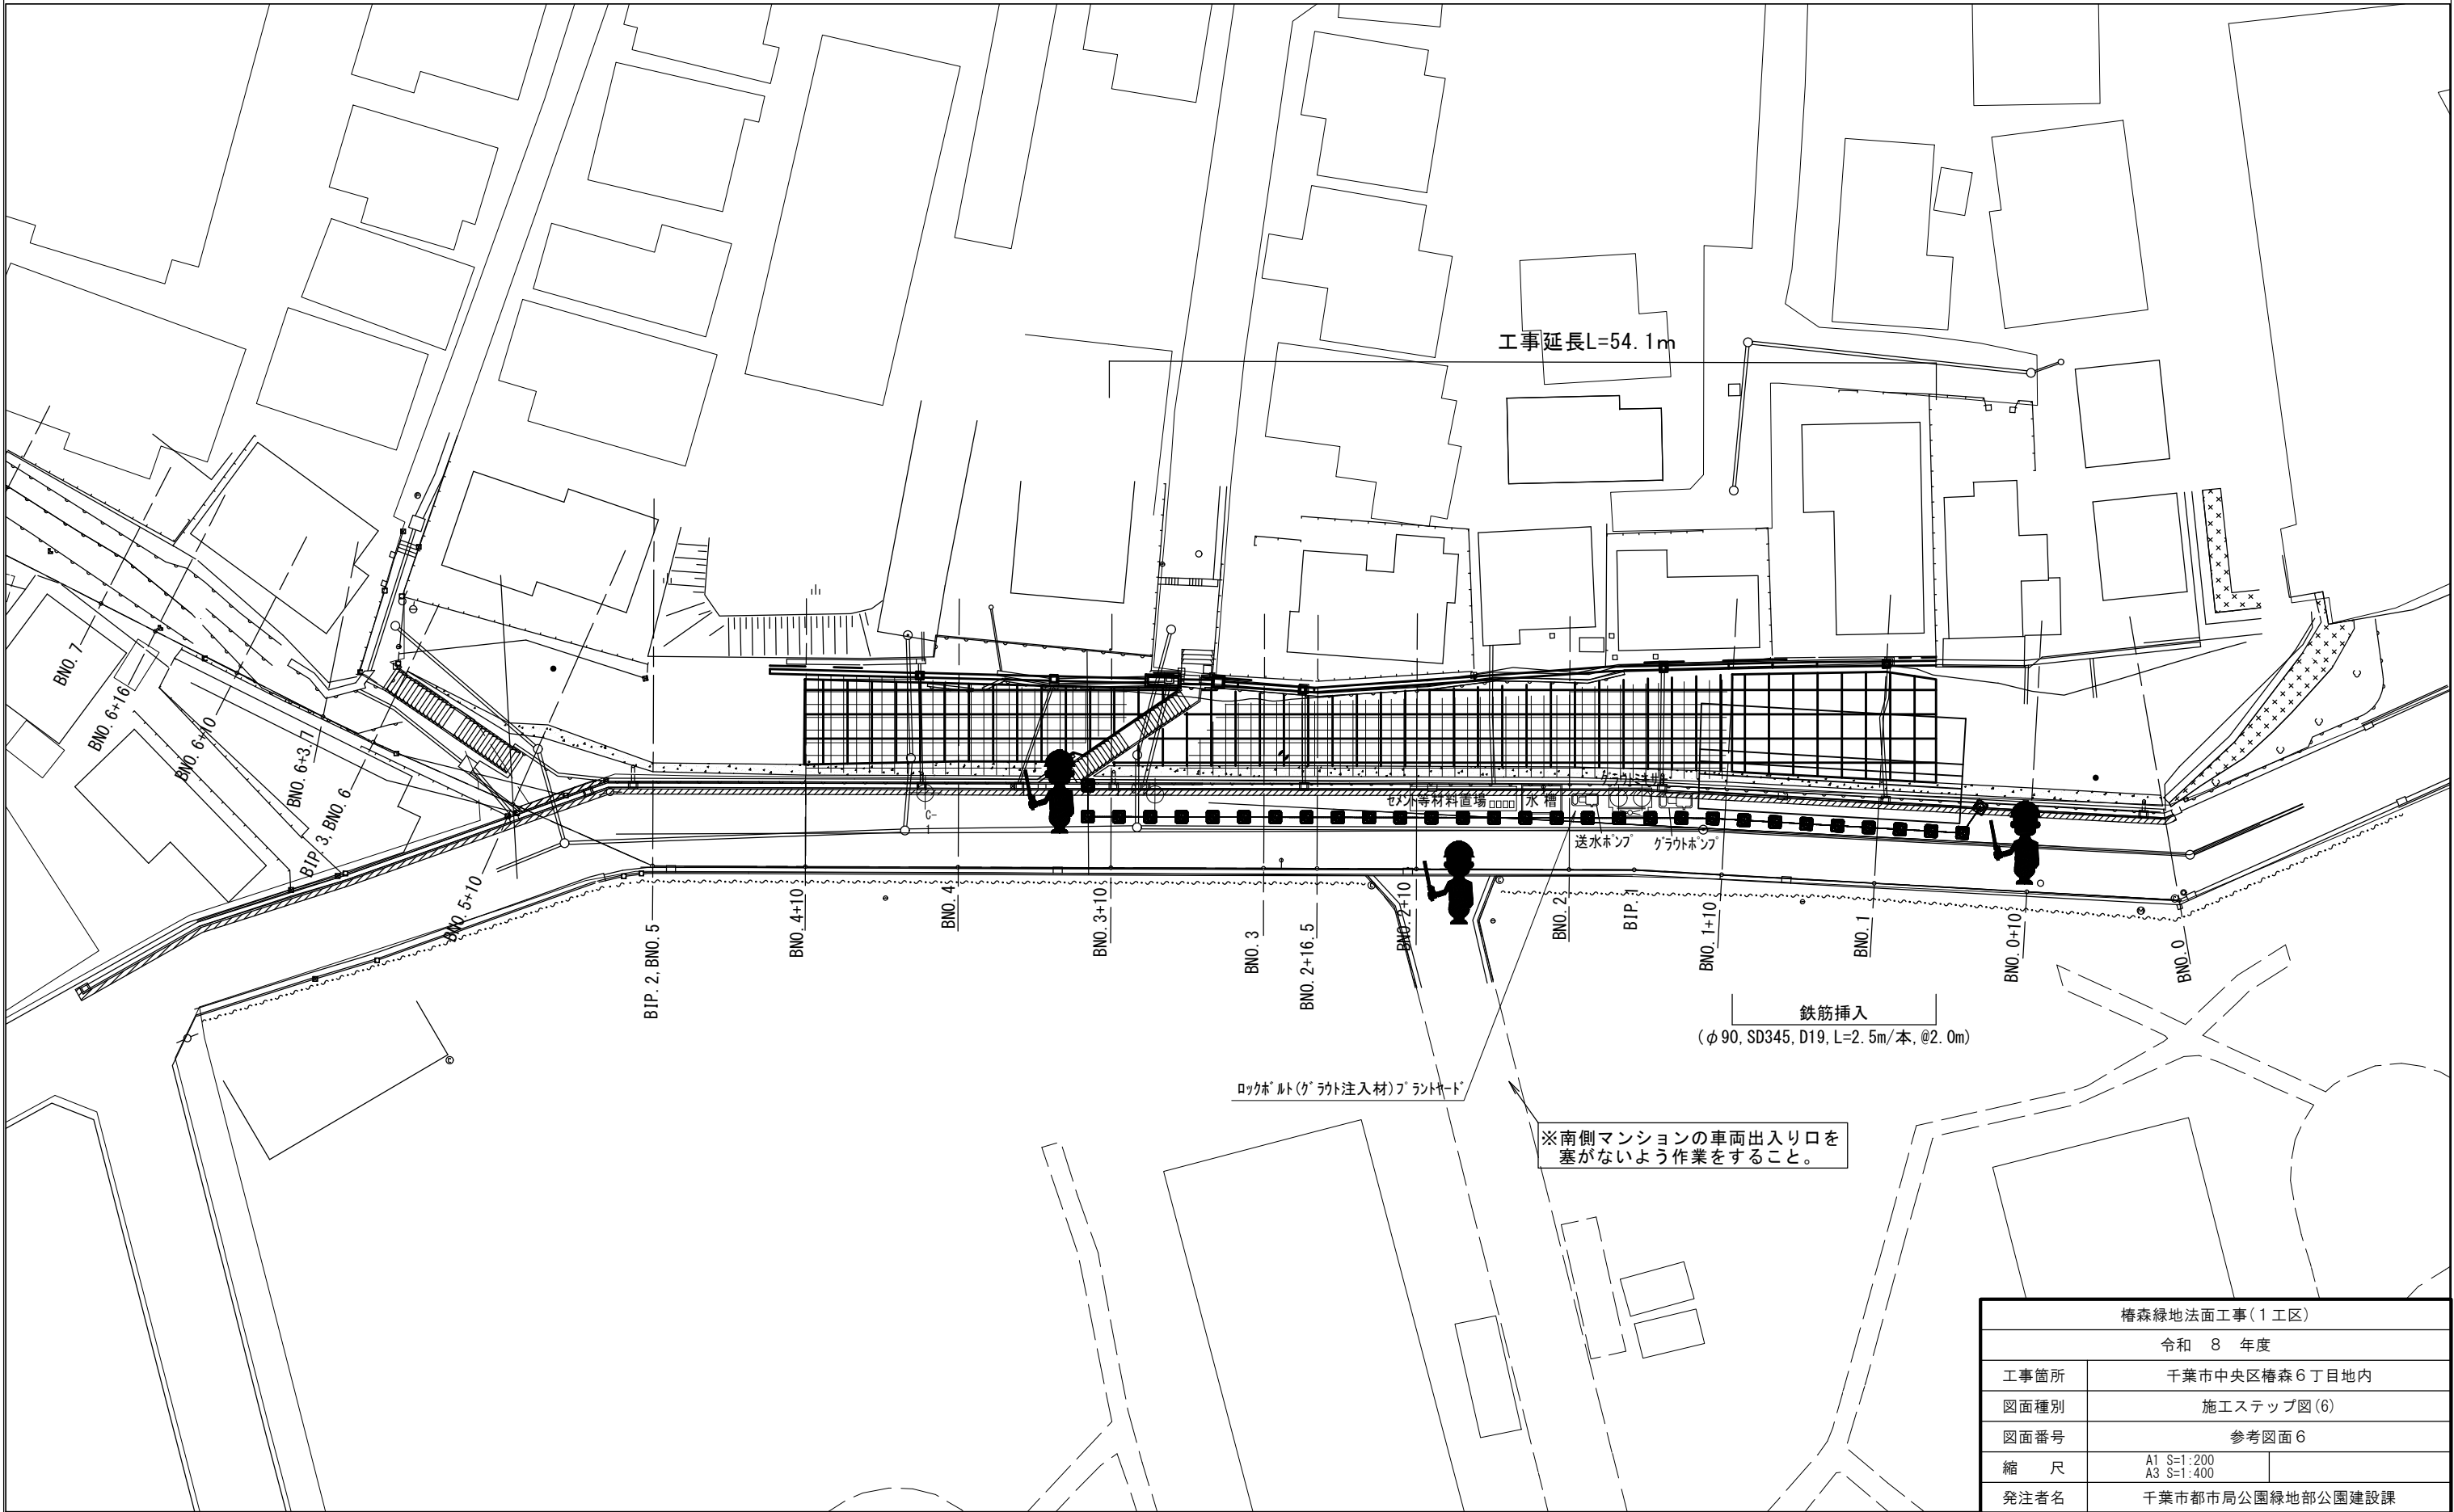 工事延長L=54.1m
BNO.7
BNO.6+16
BNO.6+10
BNO.6+3.7
BIP.3,BNO.6
BNO.5+10
BIP.2,BNO.5
BNO.4+10
BNO.4
BNO.3+10
BNO.3
BNO.2+16.5
BNO.2+10
BNO.2
BIP.1
BNO.1+10
BNO.1
BNO.0+10
BNO.0
C-1
グラウトミキサー
セメント等材料置場
水槽
送水ポンプ
グラウトポンプ
鉄筋挿入
(φ90,SD345,D19,L=2.5m/本,@2.0m)
ロックボルト(グラウト注入材)プラントヤード
※南側マンションの車両出入り口を
塞がないよう作業をすること。
椿森緑地法面工事(1工区)
令和 8 年度
工事箇所 千葉市中央区椿森6丁目地内
図面種別 施工ステップ図(6)
図面番号 参考図面6
縮 尺 A1 S=1:200
A3 S=1:400
発注者名 千葉市都市局公園緑地部公園建設課